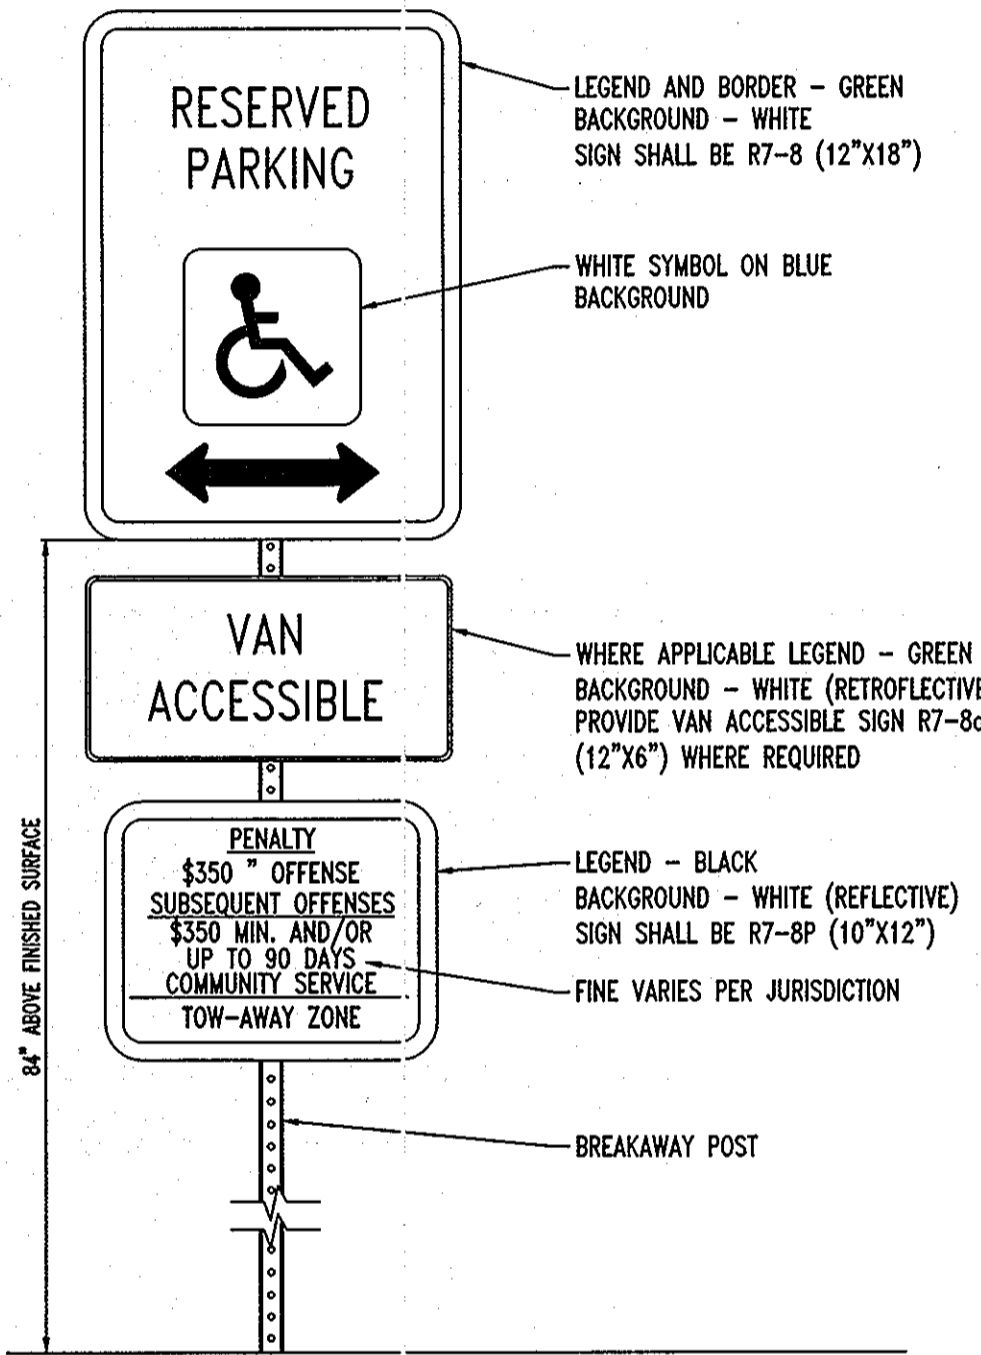 RESERVED
PARKING
LEGEND AND BORDER - GREEN
BACKGROUND - WHITE
SIGN SHALL BE R7-8 (12"X18")
WHITE SYMBOL ON BLUE
BACKGROUND
VAN
ACCESSIBLE
WHERE APPLICABLE LEGEND - GREEN
BACKGROUND - WHITE (RETROFLECTIVE
PROVIDE VAN ACCESSIBLE SIGN
(12"X6") WHERE REQUIRED
PENALTY
$350 " OFFENSE
SUBSEQUENT OFFENSES
$350 MIN. AND/OR
UP TO 90 DAYS
COMMUNITY SERVICE
TOW-AWAY ZONE
LEGEND - BLACK
BACKGROUND - WHITE (REFLECTIVE)
SIGN SHALL BE R7-8P (10"X12")
FINE VARIES PER JURISDICTION
84" ABOVE FINISHED SURFACE
BREAKAWAY POST